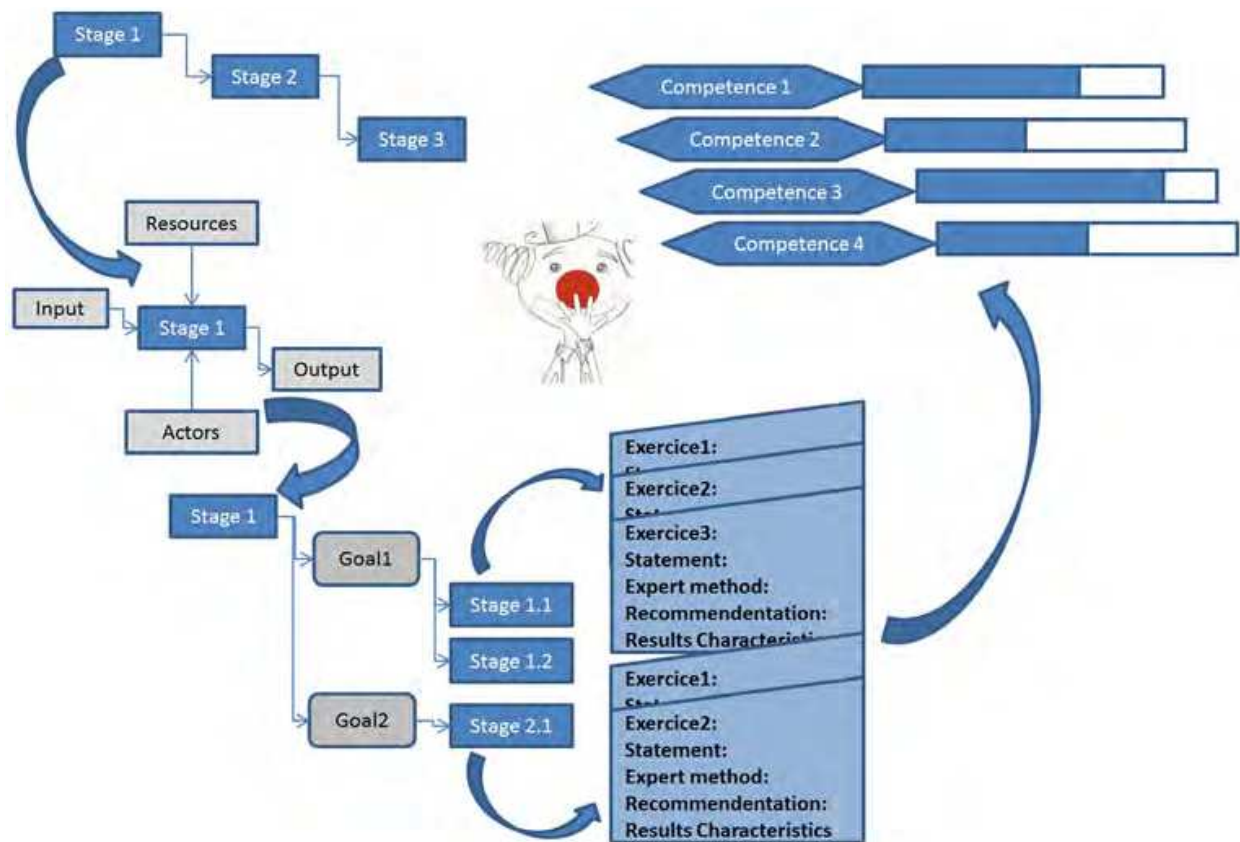 Stage 1
Stage 2
Stage 3
Competence 1
Competence 2
Competence 3
Competence 4
Resources
Input
Stage 1
Output
Actors
Stage 1
Goal1
Stage 1.1
Stage 1.2
Goal2
Stage 2.1
Exercice1:
Exercice2:
Exercice3:
Statement:
Expert method:
Recommendentation:
Results Characteristics
Exercice1:
Exercice2:
Statement:
Expert method:
Recommendentation:
Results Characteristics